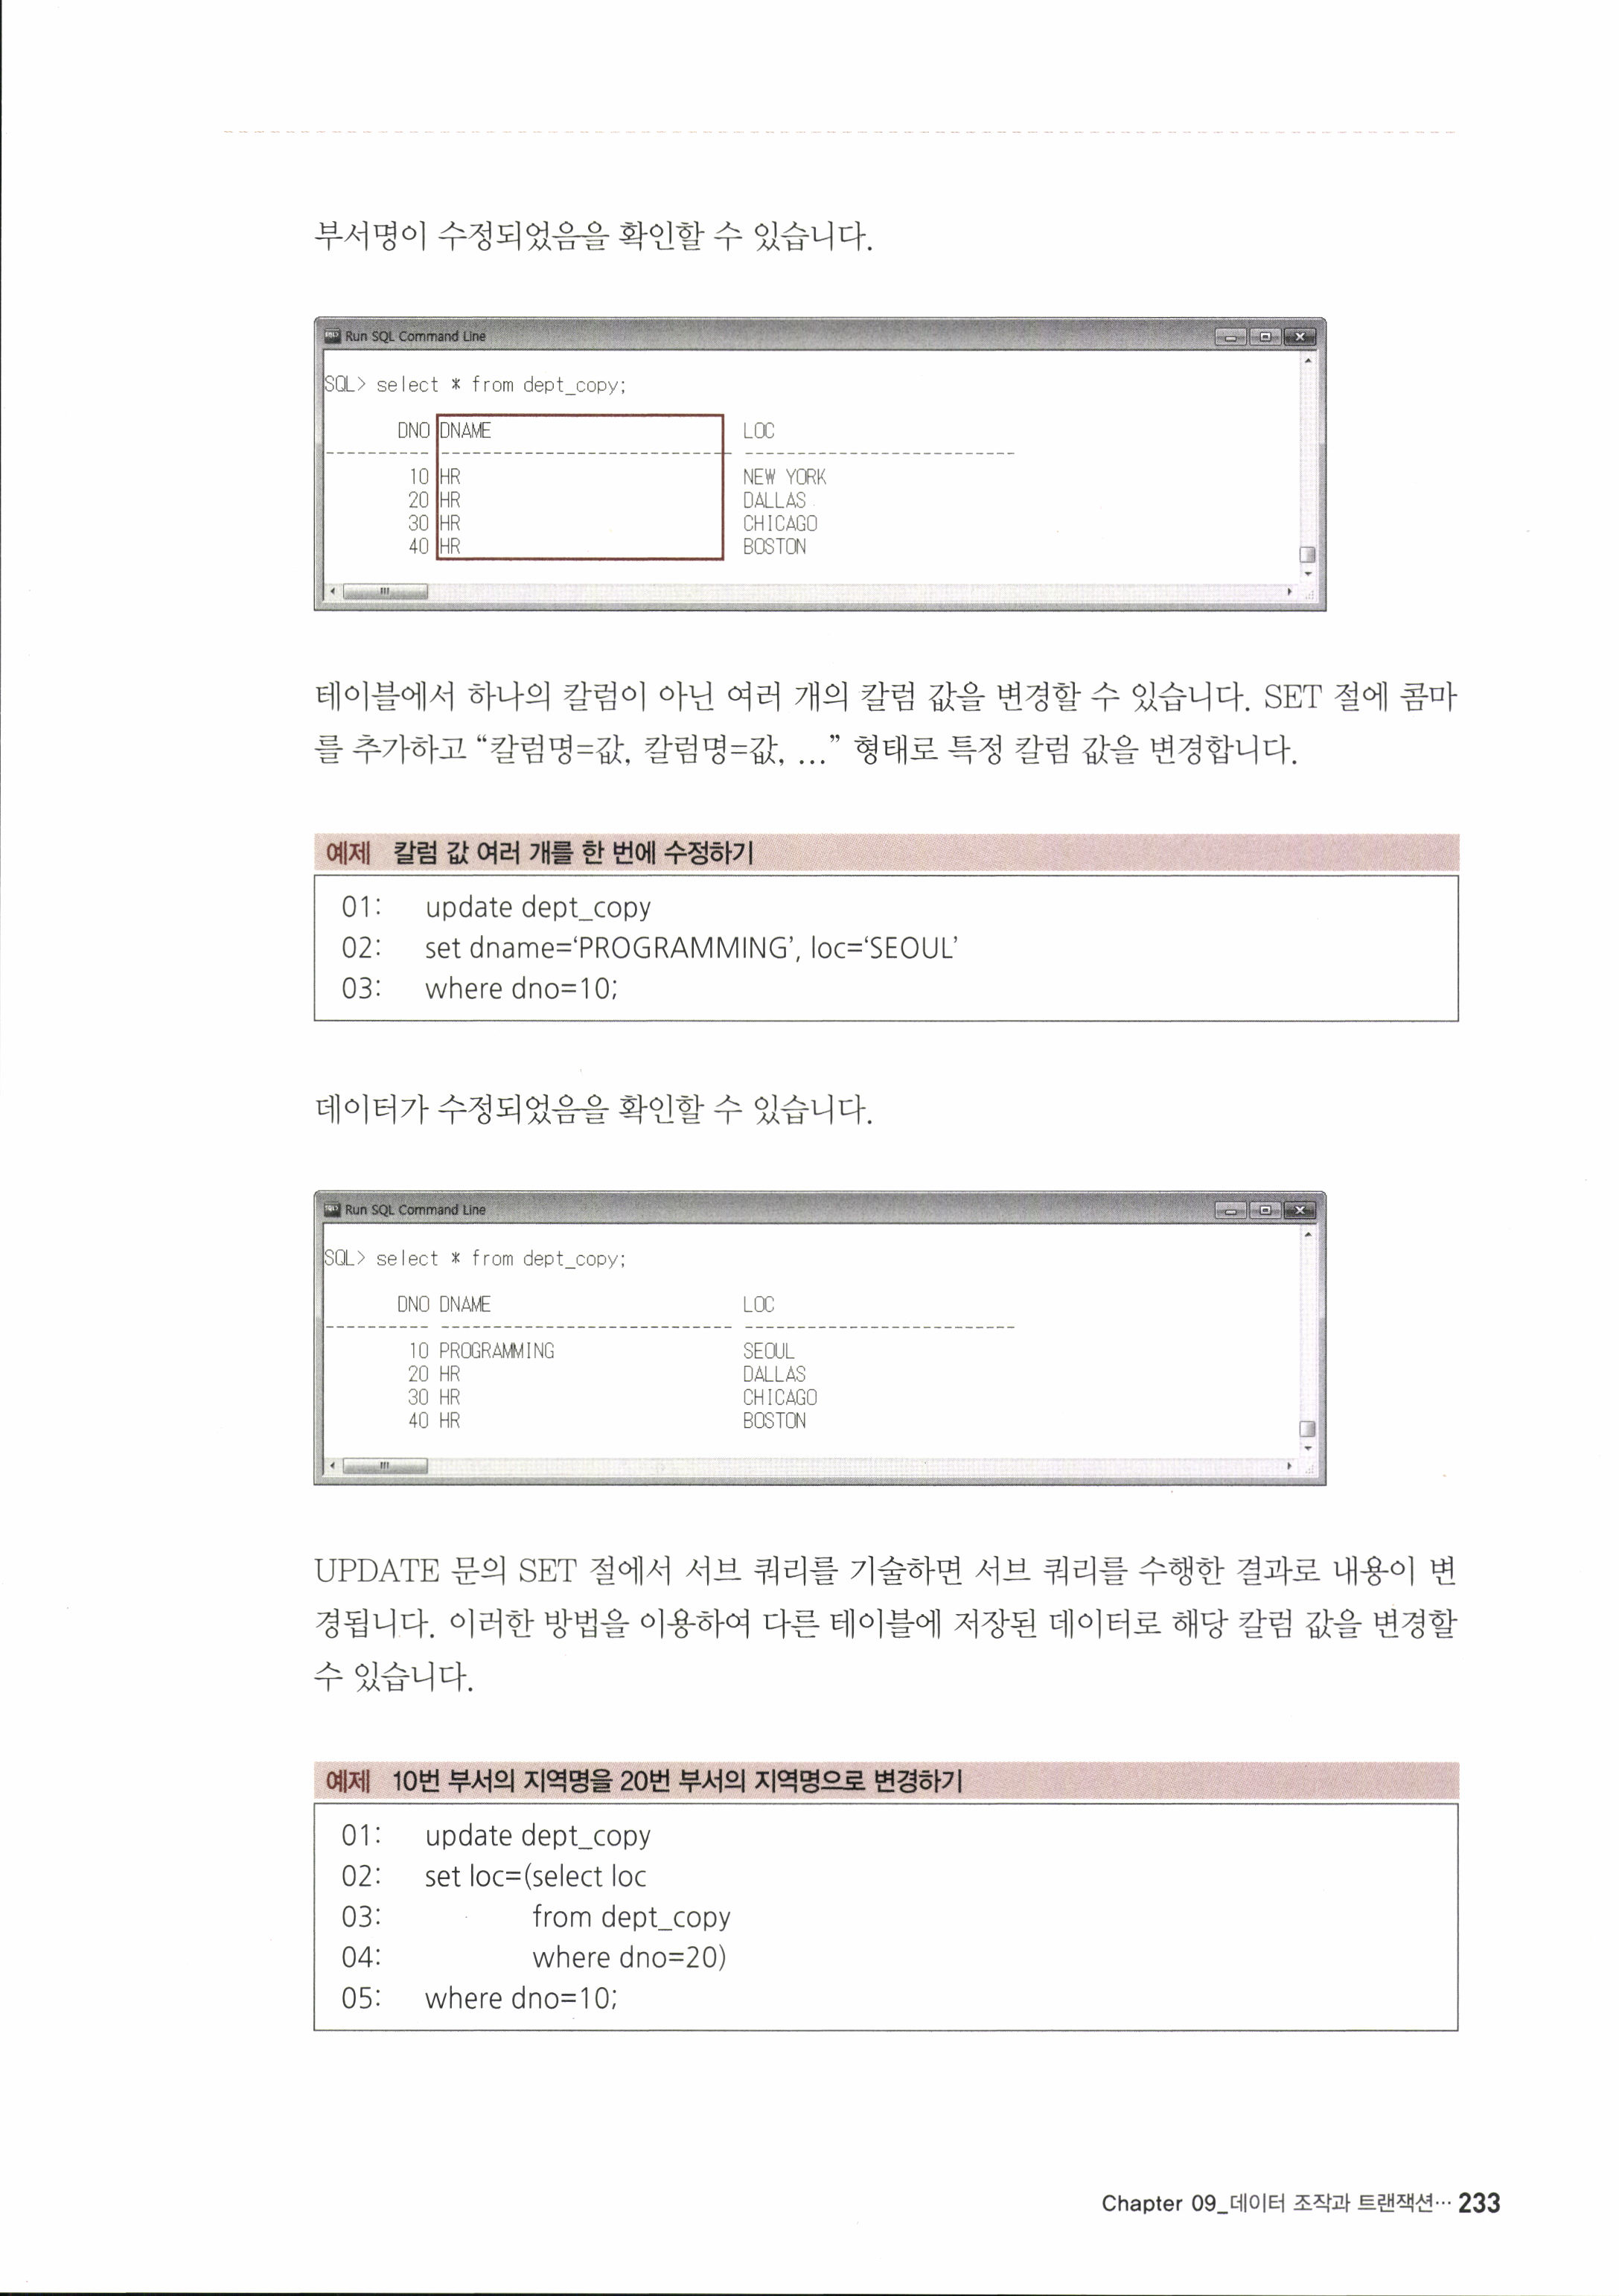 부서명이 수정되었음을 확인할 수 있습니다.
Run SQL Command Line
SQL> select * from dept_copy;
DNO DNAME LOC
---------- ---------------------------- --------------------------
10 HR NEW YORK
20 HR DALLAS
30 HR CHICAGO
40 HR BOSTON
테이블에서 하나의 칼럼이 아닌 여러 개의 칼럼 값을 변경할 수 있습니다. SET 절에 콤마
를 추가하고 “칼럼명=값, 칼럼명=값, …” 형태로 특정 칼럼 값을 변경합니다.
예제 칼럼 값 여러 개를 한 번에 수정하기
01: update dept_copy
02: set dname=‘PROGRAMMING’, loc=‘SEOUL’
03: where dno=10;
데이터가 수정되었음을 확인할 수 있습니다.
Run SQL Command Line
SQL> select * from dept_copy;
DNO DNAME LOC
---------- ---------------------------- --------------------------
10 PROGRAMMING SEOUL
20 HR DALLAS
30 HR CHICAGO
40 HR BOSTON
UPDATE 문의 SET 절에서 서브 쿼리를 기술하면 서브 쿼리를 수행한 결과로 내용이 변
경됩니다. 이러한 방법을 이용하여 다른 테이블에 저장된 데이터로 해당 칼럼 값을 변경할
수 있습니다.
예제 10번 부서의 지역명을 20번 부서의 지역명으로 변경하기
01: update dept_copy
02: set loc=(select loc
03: from dept_copy
04: where dno=20)
05: where dno=10;
Chapter 09_데이터 조작과 트랜잭션… 233